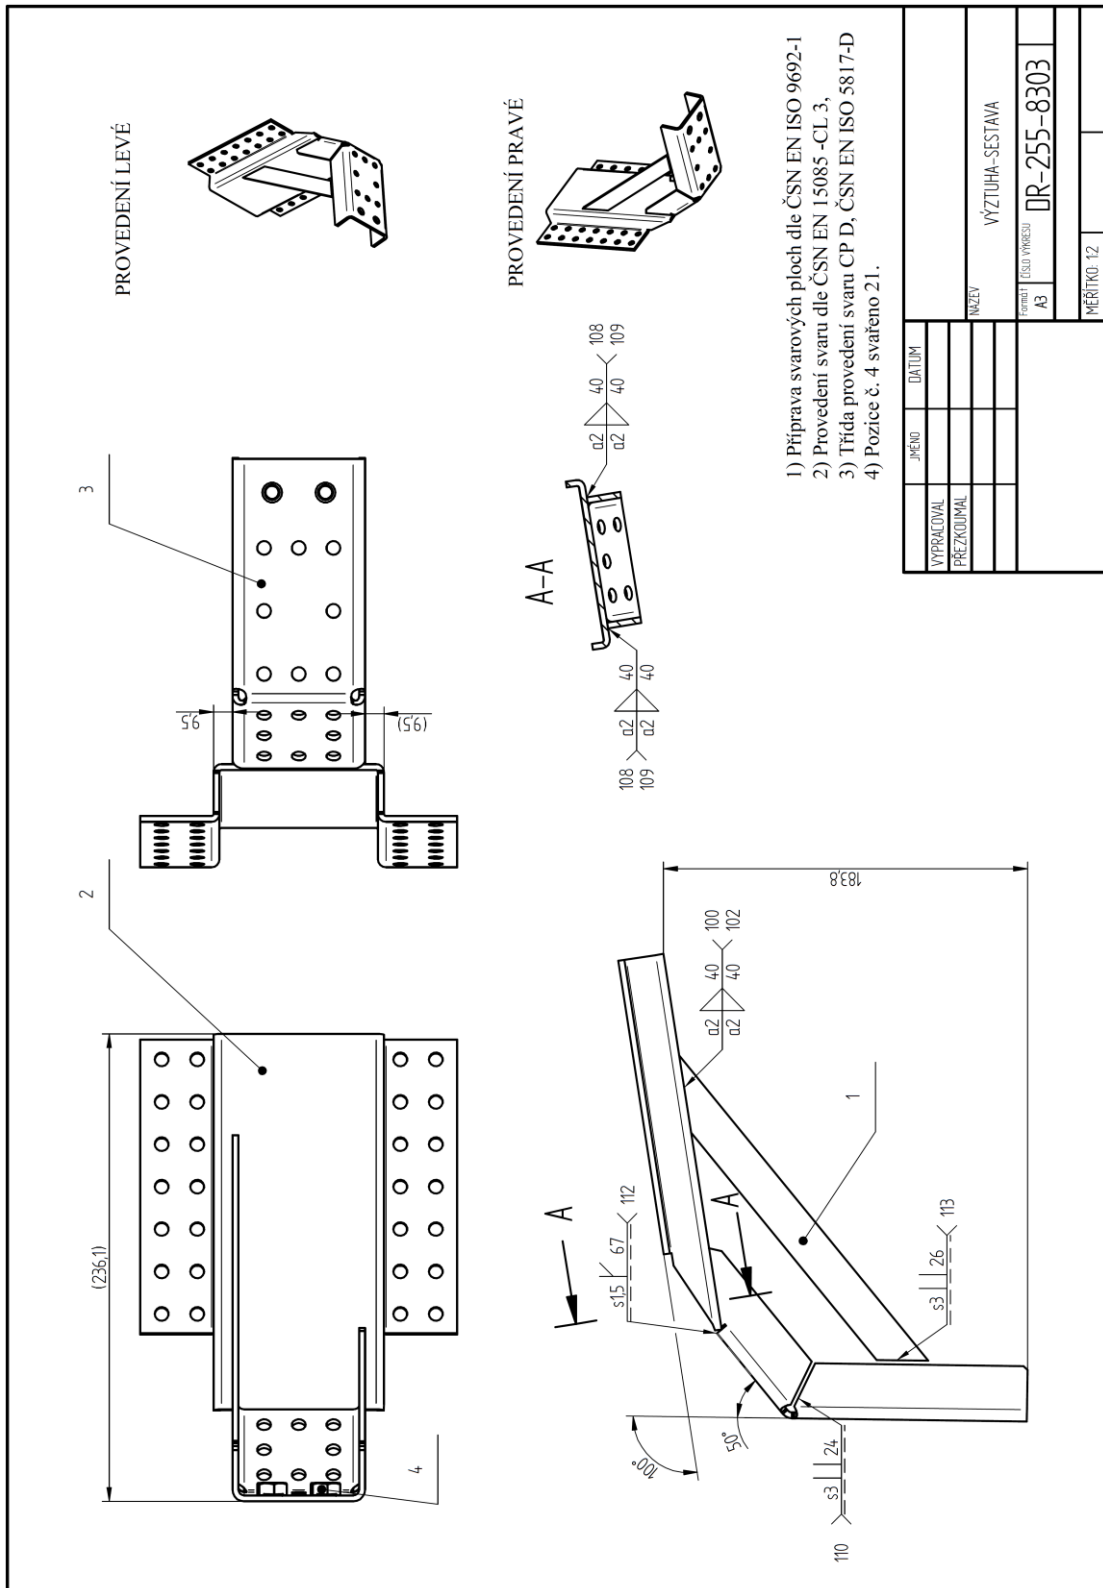 PROVEDENÍ LEVÉ
PROVEDENÍ PRAVÉ
3
9,5
(9,5)
2
(236,1)
4
A-A
a2 40 108
a2 40 109
108 a2 40
109 a2 40
183,8
a2 40 100
a2 40 102
1
A
A
s1,5 67 112
s3 26 113
100°
50°
110 s3 24
1) Příprava svarových ploch dle ČSN EN ISO 9692-1
2) Provedení svaru dle ČSN EN 15085 -CL 3,
3) Třída provedení svaru CP D, ČSN EN ISO 5817-D
4) Pozice č. 4 svařeno 21.
JMÉNO DATUM
VYPRACOVAL
PŘEZKOUMAL
NÁZEV
VÝZTUHA-SESTAVA
Formát ČÍSLO VÝKRESU
A3 DR-255-8303
MĚŘÍTKO: 1:2